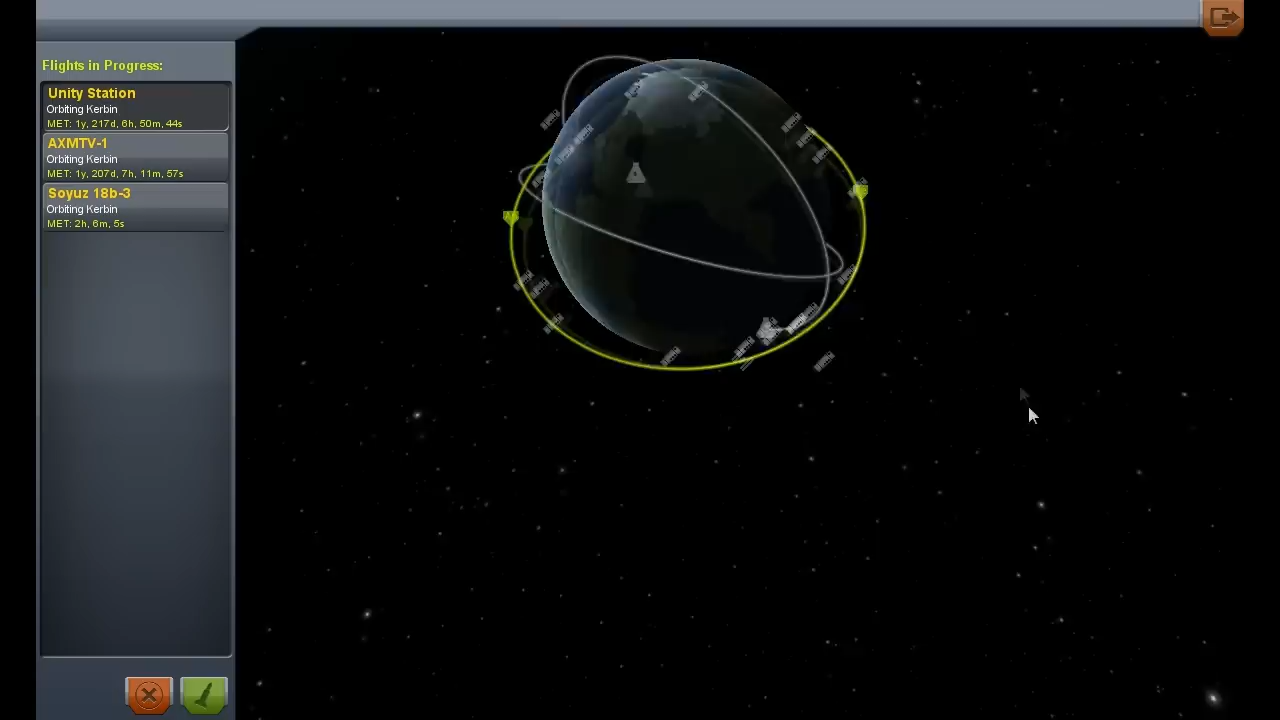 Flights in Progress:
Unity Station
Orbiting Kerbin
MET: 1y, 217d, 6h, 50m, 44s
AXMTV-1
Orbiting Kerbin
MET: 1y, 207d, 7h, 11m, 57s
Soyuz 18b-3
Orbiting Kerbin
MET: 2h, 6m, 5s